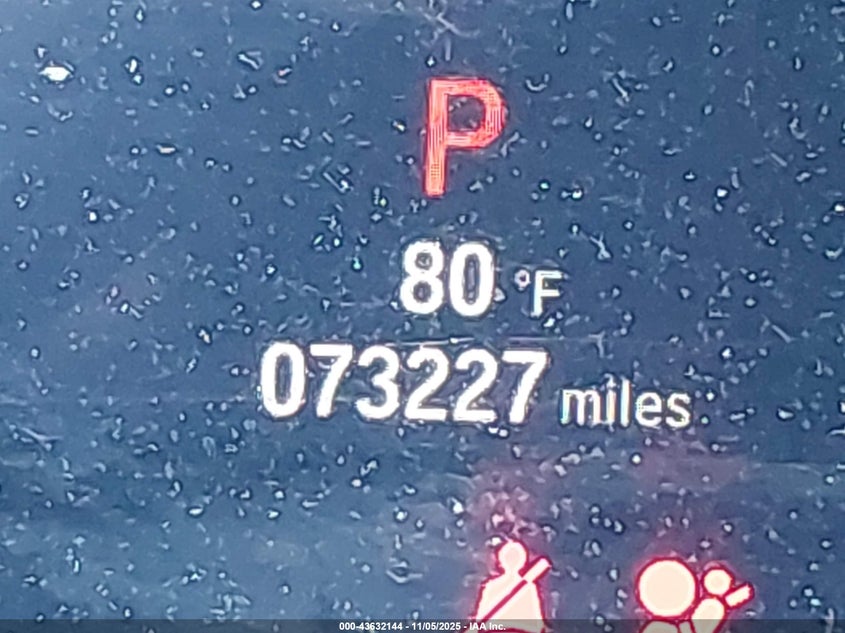 P
80 °F
073227 miles
000-43632144 - 11/05/2025 - IAA Inc.